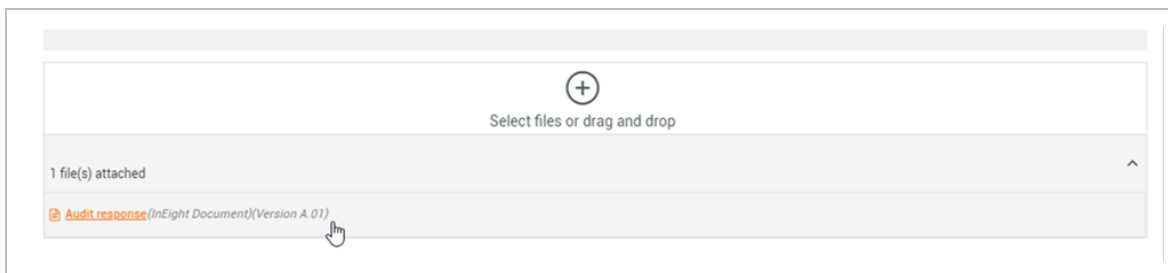 Select files or drag and drop
1 file(s) attached
Audit response(InEight Document)(Version A.01)